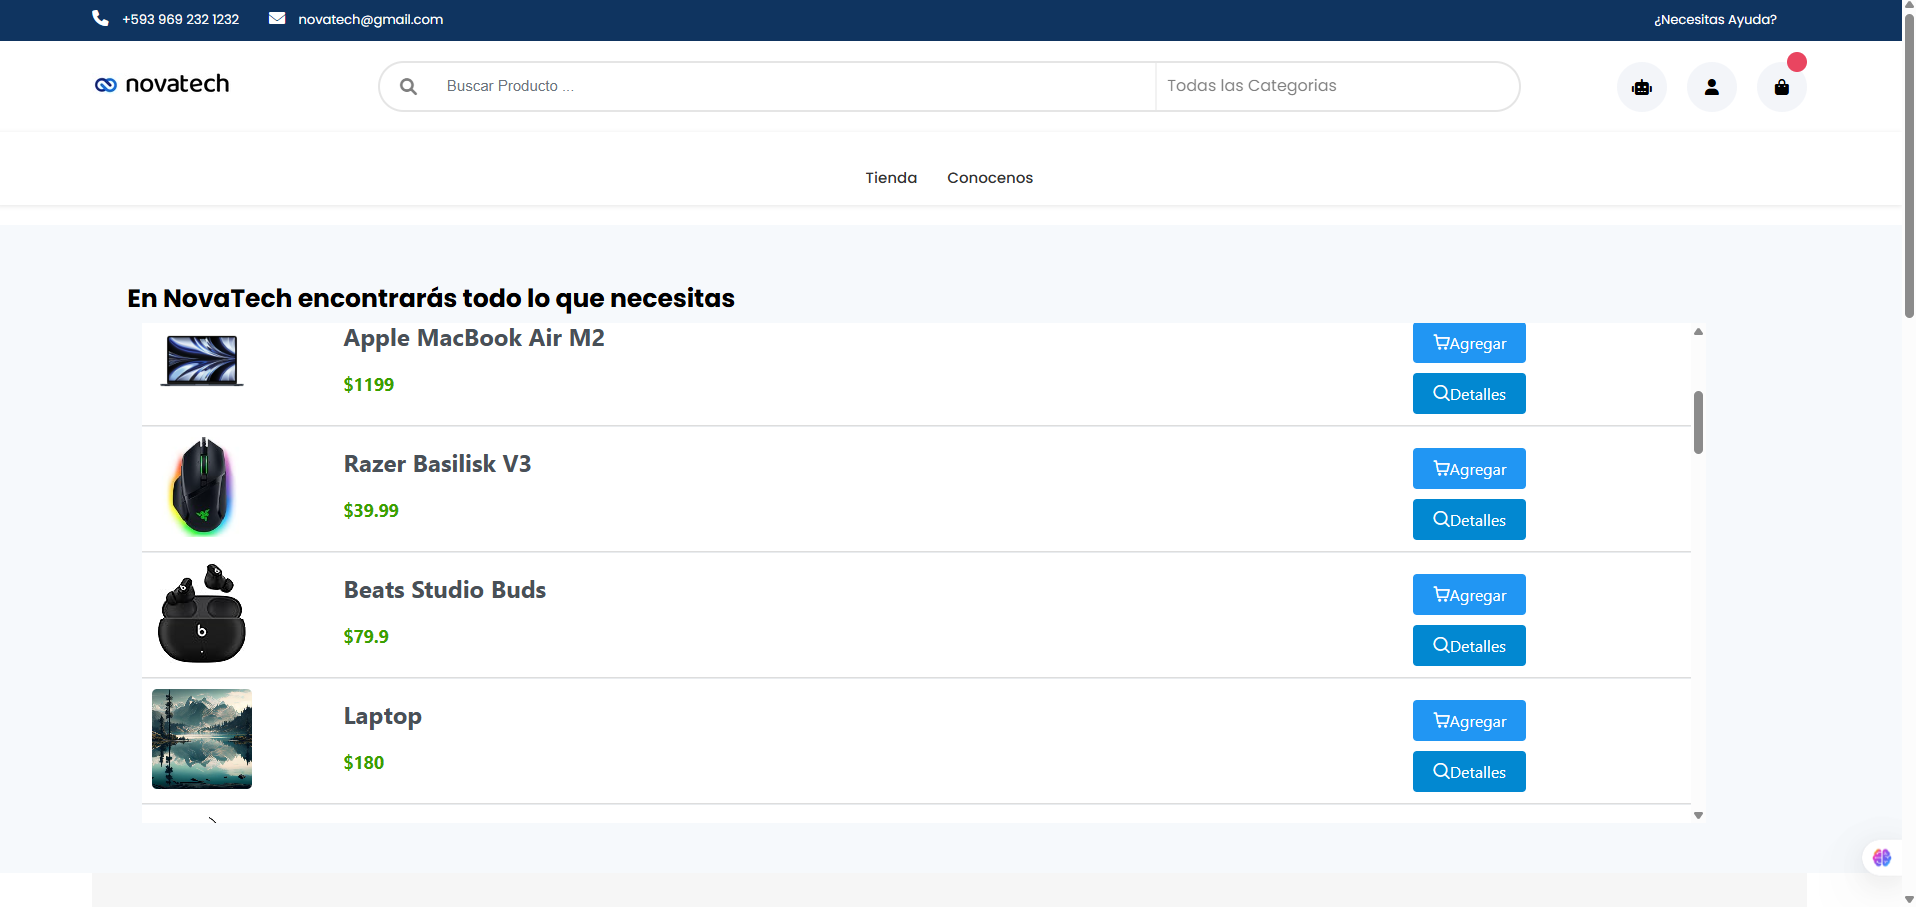 +593 969 232 1232 novatech@gmail.com ¿Necesitas Ayuda?
novatech Buscar Producto ... Todas las Categorias
Tienda Conocenos
En NovaTech encontrarás todo lo que necesitas
Apple MacBook Air M2
Agregar
$1199
Detalles
Razer Basilisk V3
Agregar
$39.99
Detalles
Beats Studio Buds
Agregar
$79.9
Detalles
Laptop
Agregar
$180
Detalles